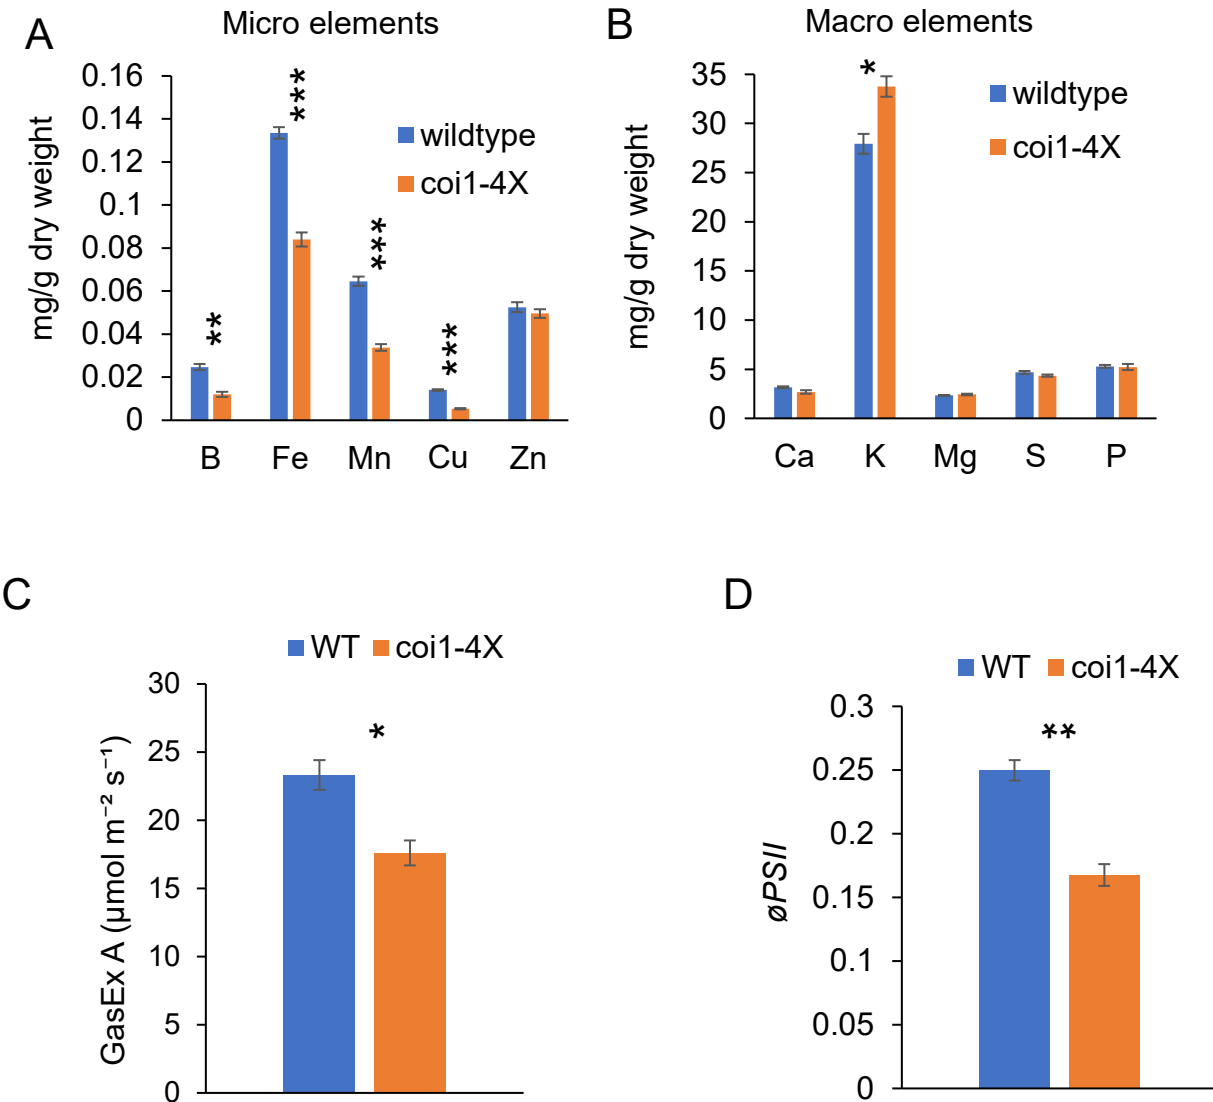 A
Micro elements
0.16
0.14
0.12
0.1
0.08
0.06
0.04
0.02
0
mg/g dry weight
wildtype
coi1-4X
**
***
***
***
B
Fe
Mn
Cu
Zn
B
Macro elements
35
30
25
20
15
10
5
0
mg/g dry weight
*
wildtype
coi1-4X
Ca
K
Mg
S
P
C
WT
coi1-4X
30
25
20
15
10
5
0
GasEx A (µmol m⁻² s⁻¹)
*
D
WT
coi1-4X
0.3
0.25
0.2
0.15
0.1
0.05
0
øPSII
**